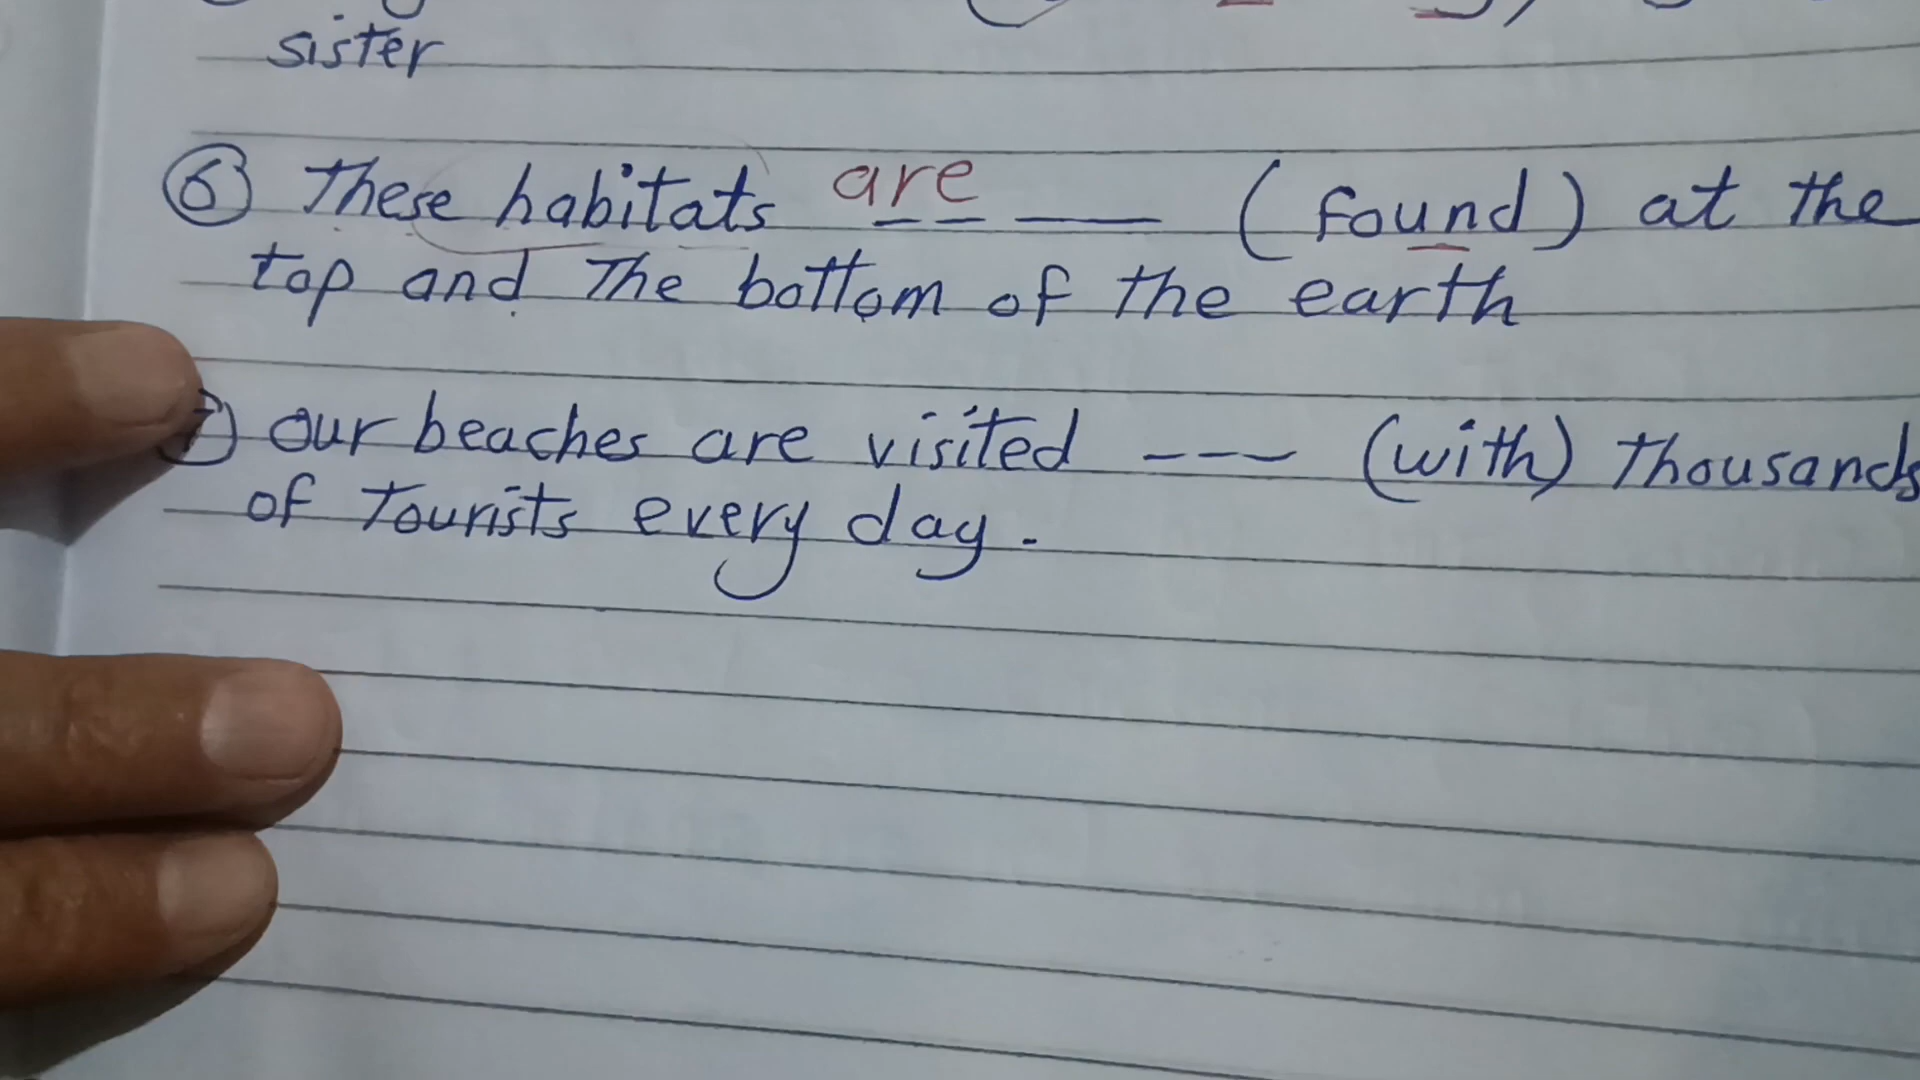 sister
⑥ These habitats are -- — (found) at the
top and The bottom of the earth
⑦ our beaches are visited --- (with) Thousands
of Tourists every day.